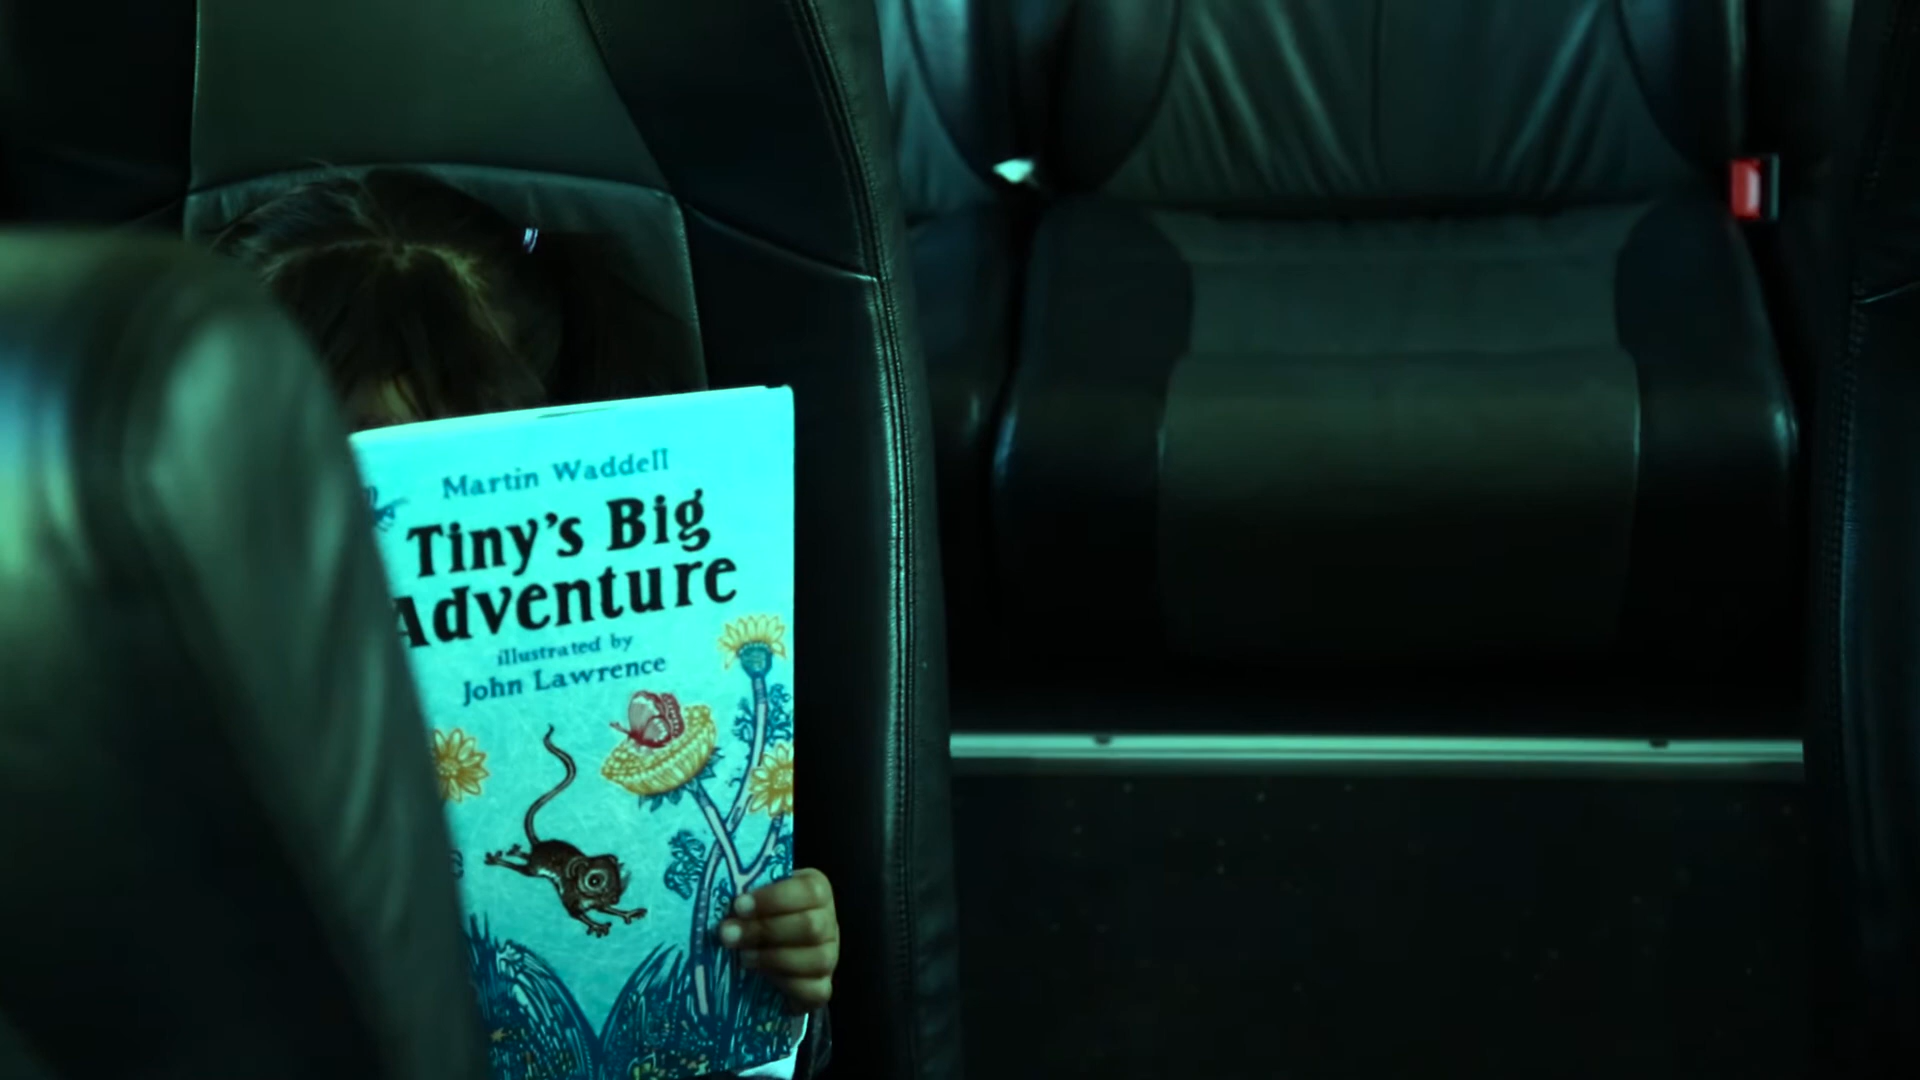 Martin Waddell
Tiny's Big
Adventure
illustrated by
John Lawrence